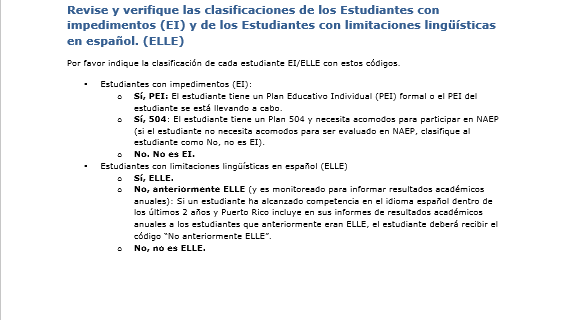 Revise y verifique las clasificaciones de los Estudiantes con
impedimentos (EI) y de los Estudiantes con limitaciones lingüísticas
en español. (ELLE)
Por favor indique la clasificación de cada estudiante EI/ELLE con estos códigos.
• Estudiantes con impedimentos (EI):
o Sí, PEI: El estudiante tiene un Plan Educativo Individual (PEI) formal o el PEI del
estudiante se está llevando a cabo.
o Sí, 504: El estudiante tiene un Plan 504 y necesita acomodos para participar en NAEP
(si el estudiante no necesita acomodos para ser evaluado en NAEP, clasifique al
estudiante como No, no es EI).
o No. No es EI.
• Estudiantes con limitaciones lingüísticas en español (ELLE)
o Sí, ELLE.
o No, anteriormente ELLE (y es monitoreado para informar resultados académicos
anuales): Si un estudiante ha alcanzado competencia en el idioma español dentro de
los últimos 2 años y Puerto Rico incluye en sus informes de resultados académicos
anuales a los estudiantes que anteriormente eran ELLE, el estudiante deberá recibir el
código “No anteriormente ELLE”.
o No, no es ELLE.